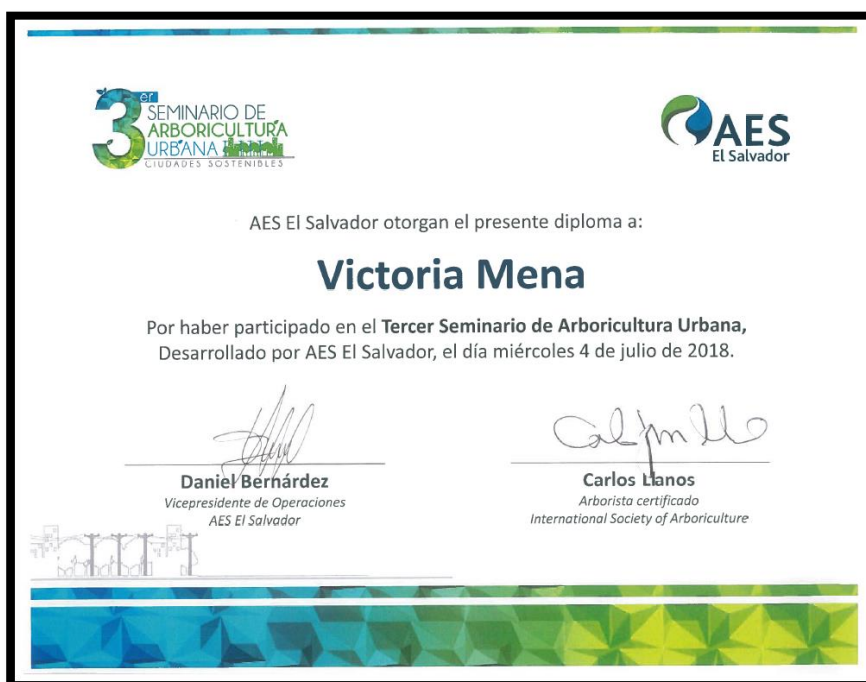 3er
SEMINARIO DE
ARBORICULTURA
URBANA
CIUDADES SOSTENIBLES
AES
El Salvador
AES El Salvador otorgan el presente diploma a:
Victoria Mena
Por haber participado en el Tercer Seminario de Arboricultura Urbana,
Desarrollado por AES El Salvador, el día miércoles 4 de julio de 2018.
Daniel Bernárdez
Vicepresidente de Operaciones
AES El Salvador
Carlos Llanos
Arborista certificado
International Society of Arboriculture